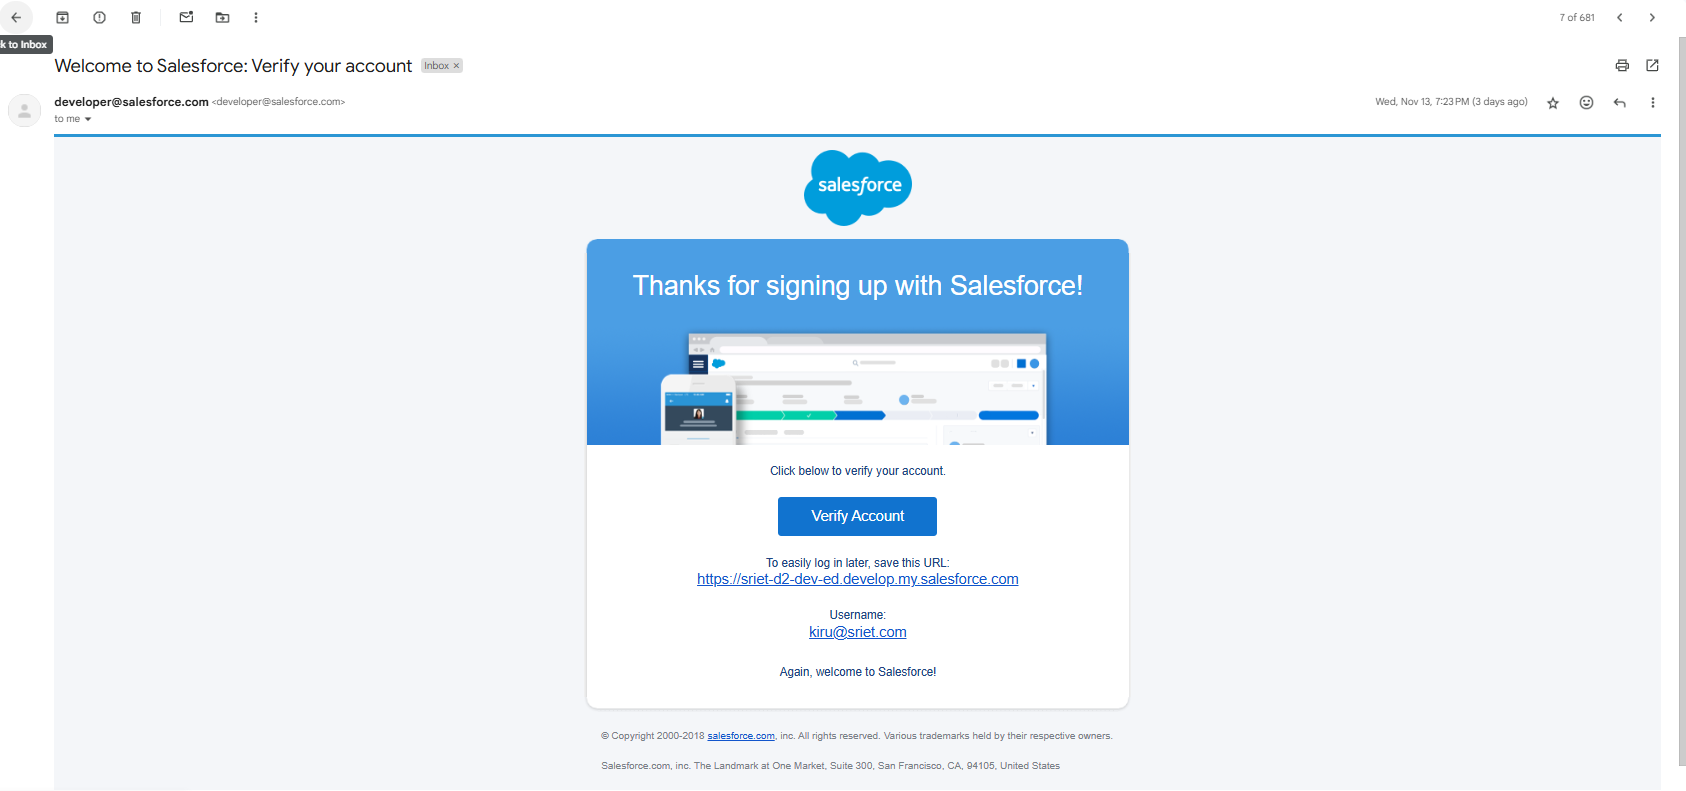 7 of 681
k to Inbox
Welcome to Salesforce: Verify your account Inbox ×
developer@salesforce.com <developer@salesforce.com>
Wed, Nov 13, 7:23 PM (3 days ago)
to me
salesforce
Thanks for signing up with Salesforce!
Click below to verify your account.
Verify Account
To easily log in later, save this URL:
https://sriet-d2-dev-ed.develop.my.salesforce.com
Username:
kiru@sriet.com
Again, welcome to Salesforce!
© Copyright 2000-2018 salesforce.com, inc. All rights reserved. Various trademarks held by their respective owners.
Salesforce.com, inc. The Landmark at One Market, Suite 300, San Francisco, CA, 94105, United States